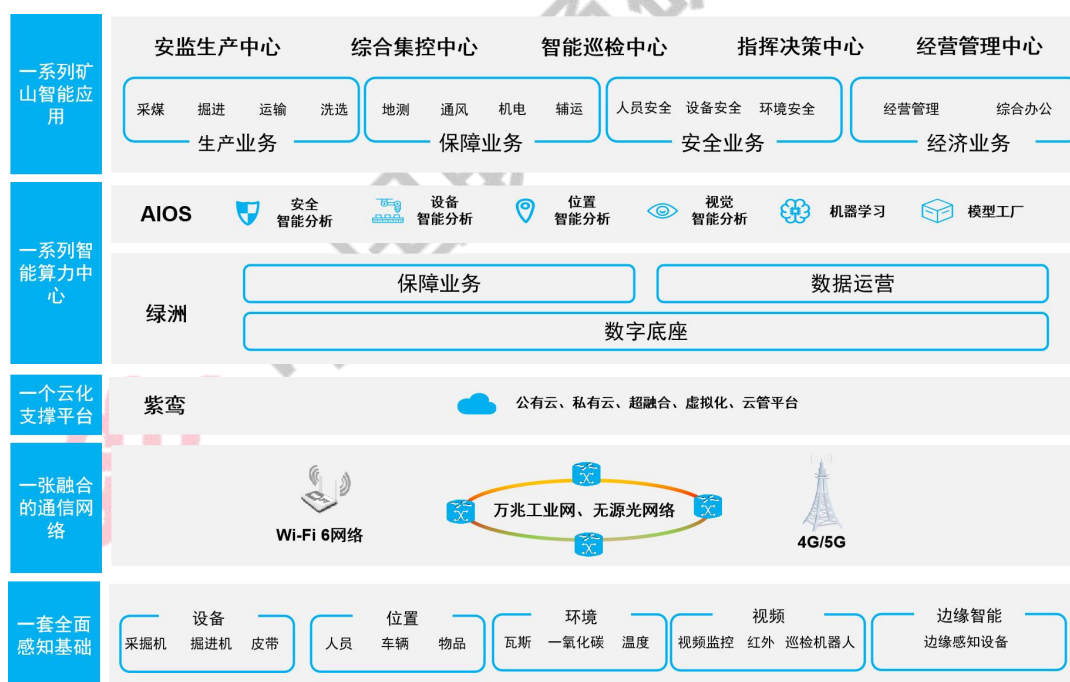 一系列矿
山智能应
用
安监生产中心 综合集控中心 智能巡检中心 指挥决策中心 经营管理中心
采煤 掘进 运输 洗选
生产业务
地测 通风 机电 辅运
保障业务
人员安全 设备安全 环境安全
安全业务
经营管理 综合办公
经济业务
一系列智
能算力中
心
AIOS
安全
智能分析
设备
智能分析
位置
智能分析
视觉
智能分析
机器学习
模型工厂
绿洲
保障业务 数据运营
数字底座
一个云化
支撑平台
紫鸾
公有云、私有云、超融合、虚拟化、云管平台
一张融合
的通信网
络
Wi-Fi 6网络
万兆工业网、无源光网络
4G/5G
一套全面
感知基础
设备
采掘机 掘进机 皮带
位置
人员 车辆 物品
环境
瓦斯 一氧化碳 温度
视频
视频监控 红外 巡检机器人
边缘智能
边缘感知设备